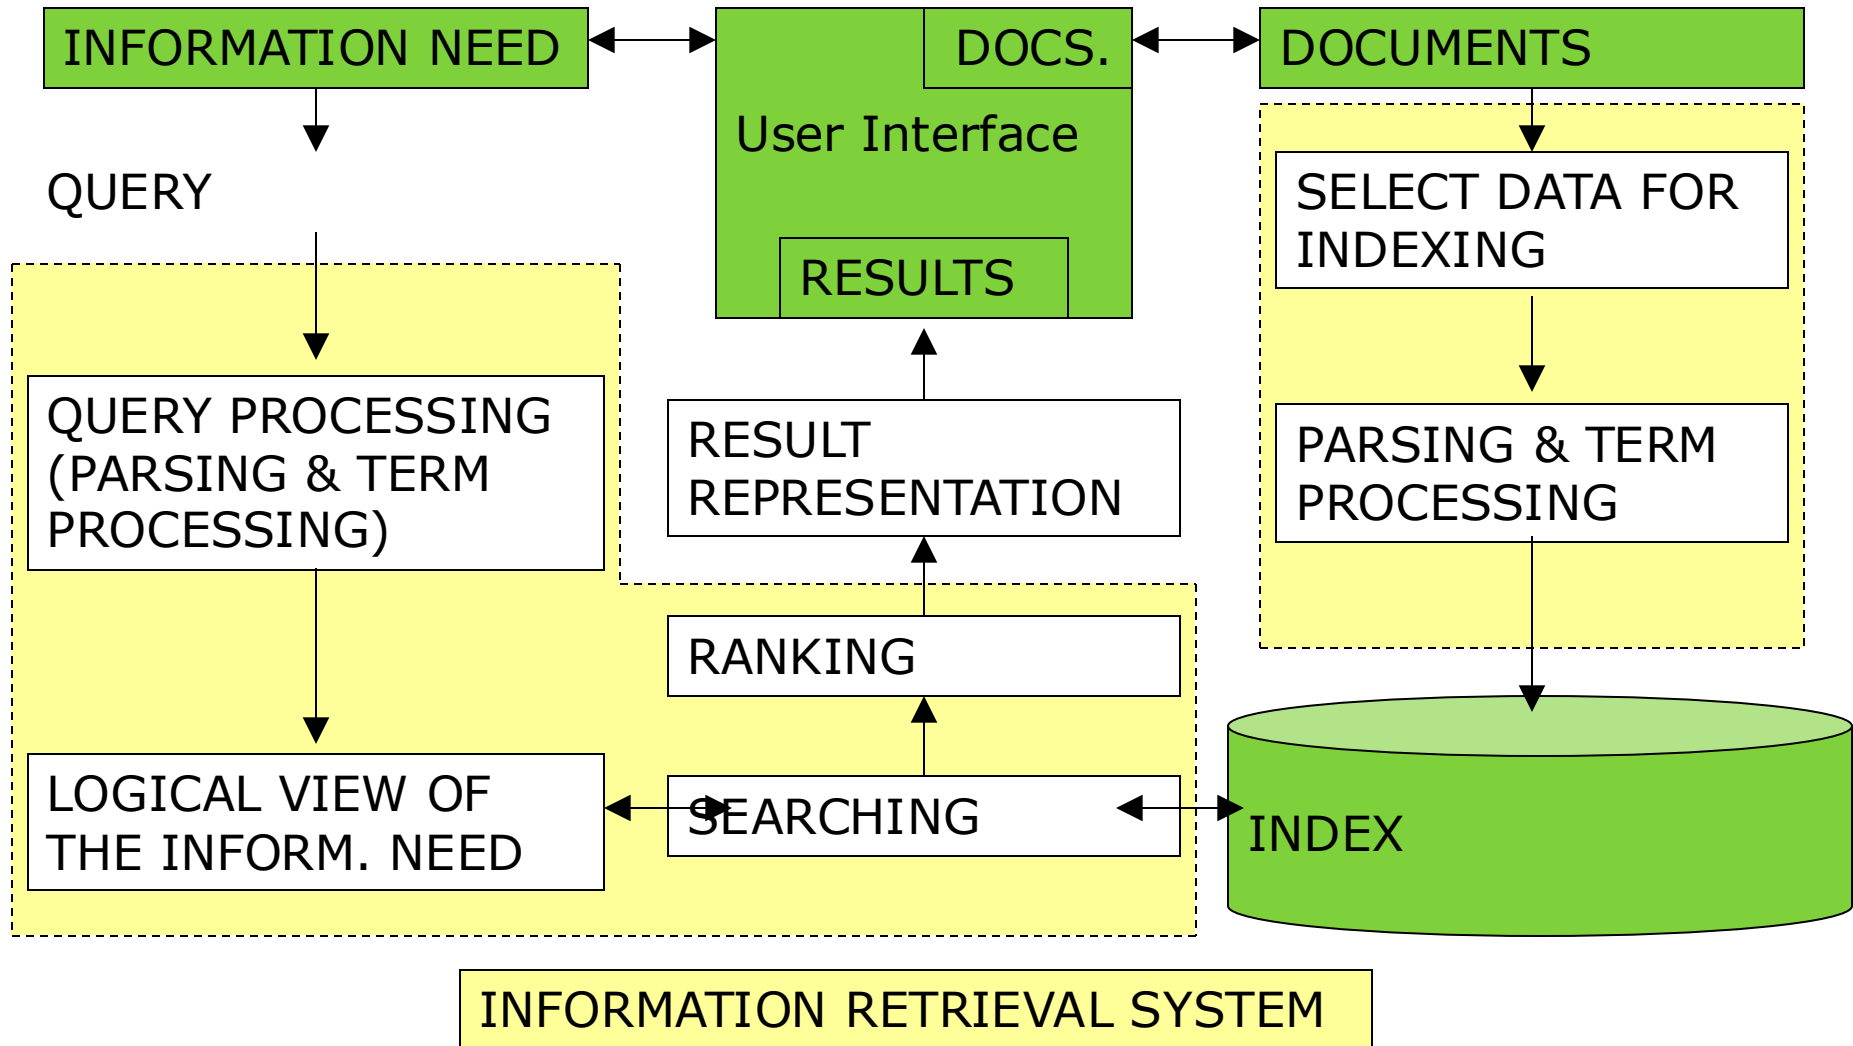 INFORMATION NEED
DOCS.
DOCUMENTS
User Interface
QUERY
SELECT DATA FOR
INDEXING
RESULTS
QUERY PROCESSING
(PARSING & TERM
PROCESSING)
RESULT
REPRESENTATION
PARSING & TERM
PROCESSING
RANKING
LOGICAL VIEW OF
THE INFORM. NEED
SEARCHING
INDEX
INFORMATION RETRIEVAL SYSTEM